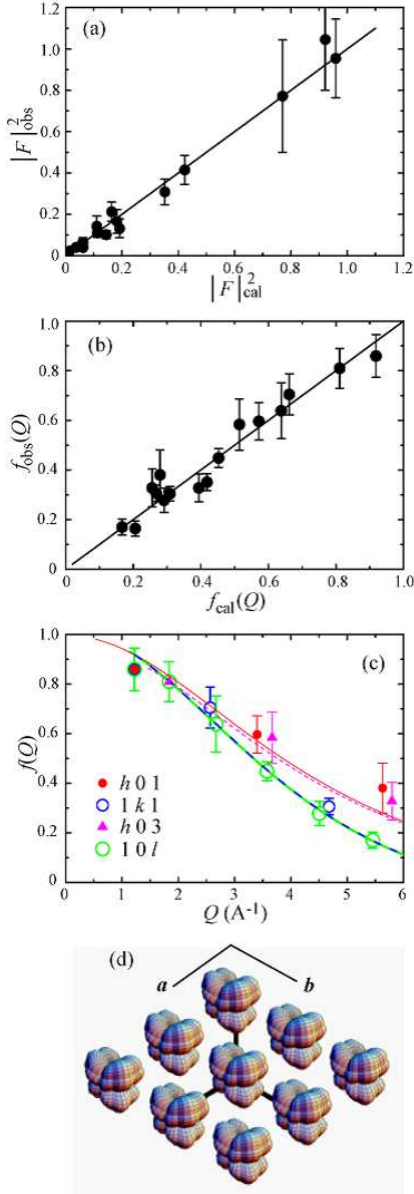 (a)
1.2
1.0
0.8
0.6
0.4
0.2
0
|F|²obs
0 0.2 0.4 0.6 0.8 1.0 1.2
|F|²cal
(b)
1.0
0.8
0.6
0.4
0.2
0
fobs(Q)
0 0.2 0.4 0.6 0.8 1.0
fcal(Q)
(c)
1.0
0.8
0.6
0.4
0.2
0.0
f(Q)
h 0 1
1 k 1
h 0 3
1 0 l
0 1 2 3 4 5 6
Q (A⁻¹)
(d)
a b